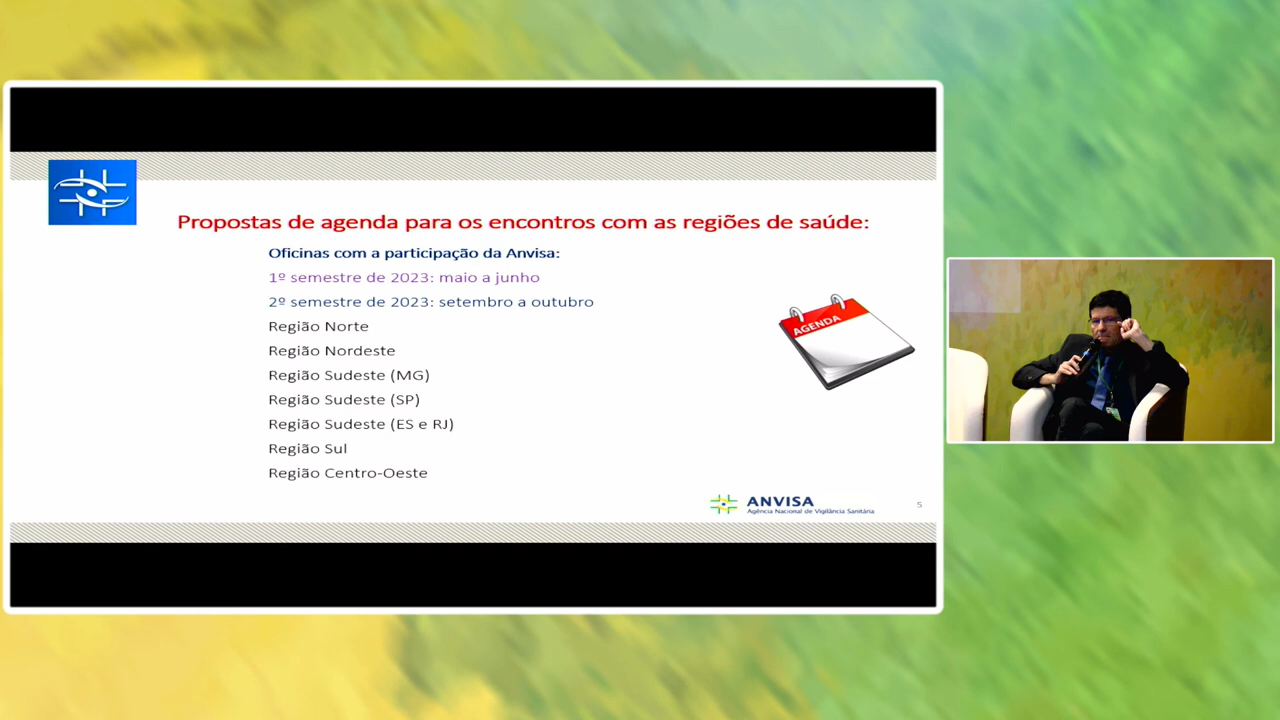 Propostas de agenda para os encontros com as regiões de saúde:
Oficinas com a participação da Anvisa:
1º semestre de 2023: maio a junho
2º semestre de 2023: setembro a outubro
Região Norte
Região Nordeste
Região Sudeste (MG)
Região Sudeste (SP)
Região Sudeste (ES e RJ)
Região Sul
Região Centro-Oeste
AGENDA
ANVISA
Agência Nacional de Vigilância Sanitária
5